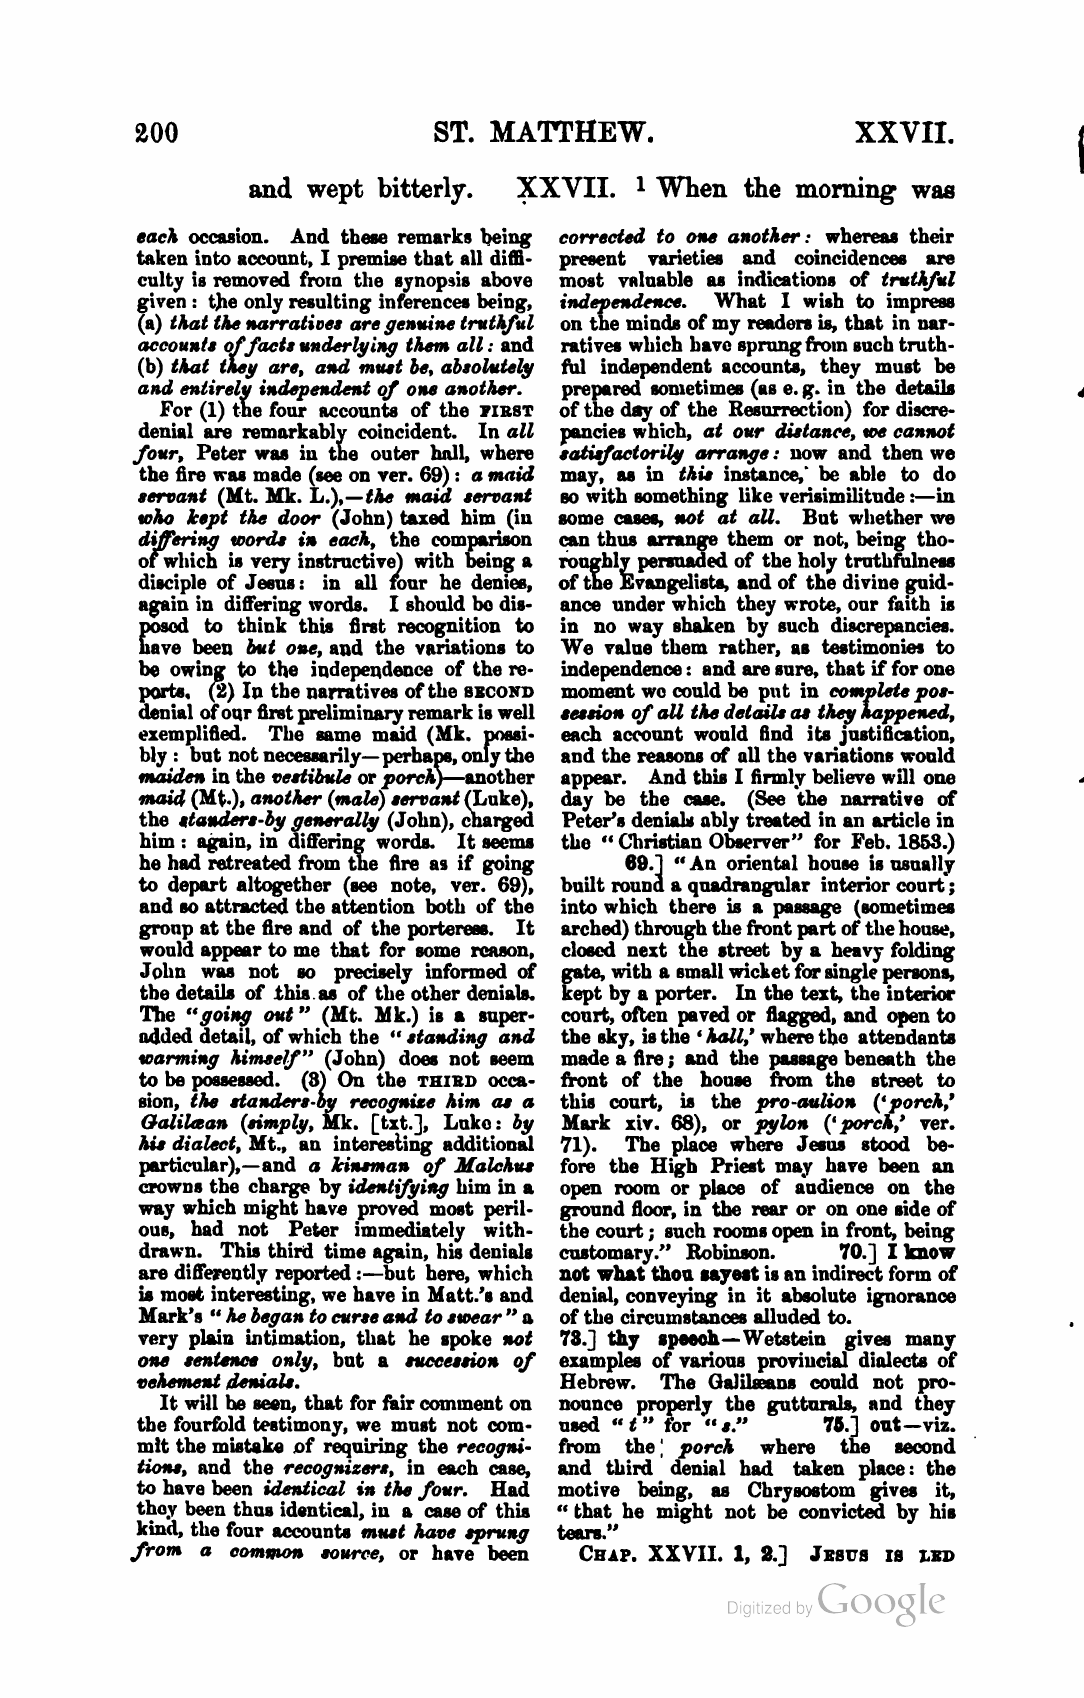 200 ST. MATTHEW. XXVII.
and wept bitterly. XXVII. 1 When the morning was
each occasion. And these remarks being
taken into account, I premise that all diffi-
culty is removed from the synopsis above
given : the only resulting inferences being,
(a) that the narratives are genuine truthful
accounts of facts underlying them all : and
(b) that they are, and must be, absolutely
and entirely independent of one another.
For (1) the four accounts of the FIRST
denial are remarkably coincident. In all
four, Peter was in the outer hall, where
the fire was made (see on ver. 69) : a maid
servant (Mt. Mk. L.),—the maid servant
who kept the door (John) taxed him (in
differing words in each, the comparison
of which is very instructive) with being a
disciple of Jesus : in all four he denies,
again in differing words. I should be dis-
posed to think this first recognition to
have been but one, and the variations to
be owing to the independence of the re-
ports. (2) In the narratives of the SECOND
denial of our first preliminary remark is well
exemplified. The same maid (Mk. possi-
bly : but not necessarily—perhaps, only the
maiden in the vestibule or porch)—another
maid (Mt.), another (male) servant (Luke),
the standers-by generally (John), charged
him : again, in differing words. It seems
he had retreated from the fire as if going
to depart altogether (see note, ver. 69),
and so attracted the attention both of the
group at the fire and of the porteress. It
would appear to me that for some reason,
John was not so precisely informed of
the details of this as of the other denials.
The "going out" (Mt. Mk.) is a super-
added detail, of which the "standing and
warming himself" (John) does not seem
to be possessed. (3) On the THIRD occa-
sion, the standers-by recognize him as a
Galilæan (simply, Mk. [txt.], Luke : by
his dialect, Mt., an interesting additional
particular),—and a kinsman of Malchus
crowns the charge by identifying him in a
way which might have proved most peril-
ous, had not Peter immediately with-
drawn. This third time again, his denials
are differently reported :—but here, which
is most interesting, we have in Matt.'s and
Mark's "he began to curse and to swear" a
very plain intimation, that he spoke not
one sentence only, but a succession of
vehement denials.
It will be seen, that for fair comment on
the fourfold testimony, we must not com-
mit the mistake of requiring the recogni-
tions, and the recognizers, in each case,
to have been identical in the four. Had
they been thus identical, in a case of this
kind, the four accounts must have sprung
from a common source, or have been
corrected to one another : whereas their
present varieties and coincidences are
most valuable as indications of truthful
independence. What I wish to impress
on the minds of my readers is, that in nar-
ratives which have sprung from such truth-
ful independent accounts, they must be
prepared sometimes (as e. g. in the details
of the day of the Resurrection) for discre-
pancies which, at our distance, we cannot
satisfactorily arrange : now and then we
may, as in this instance, be able to do
so with something like verisimilitude :—in
some cases, not at all. But whether we
can thus arrange them or not, being tho-
roughly persuaded of the holy truthfulness
of the Evangelists, and of the divine guid-
ance under which they wrote, our faith is
in no way shaken by such discrepancies.
We value them rather, as testimonies to
independence : and are sure, that if for one
moment we could be put in complete pos-
session of all the details as they happened,
each account would find its justification,
and the reasons of all the variations would
appear. And this I firmly believe will one
day be the case. (See the narrative of
Peter's denials ably treated in an article in
the "Christian Observer" for Feb. 1853.)
69.] "An oriental house is usually
built round a quadrangular interior court ;
into which there is a passage (sometimes
arched) through the front part of the house,
closed next the street by a heavy folding
gate, with a small wicket for single persons,
kept by a porter. In the text, the interior
court, often paved or flagged, and open to
the sky, is the 'hall,' where the attendants
made a fire ; and the passage beneath the
front of the house from the street to
this court, is the pro-aulion ('porch,'
Mark xiv. 68), or pylon ('porch,' ver.
71). The place where Jesus stood be-
fore the High Priest may have been an
open room or place of audience on the
ground floor, in the rear or on one side of
the court ; such rooms open in front, being
customary." Robinson. 70.] I know
not what thou sayest is an indirect form of
denial, conveying in it absolute ignorance
of the circumstances alluded to.
73.] thy speech—Wetstein gives many
examples of various provincial dialects of
Hebrew. The Galilæans could not pro-
nounce properly the gutturals, and they
used "t" for "s." 75.] out—viz.
from the porch where the second
and third denial had taken place : the
motive being, as Chrysostom gives it,
"that he might not be convicted by his
tears."
CHAP. XXVII. 1, 2.] JESUS IS LED
Digitized by Google